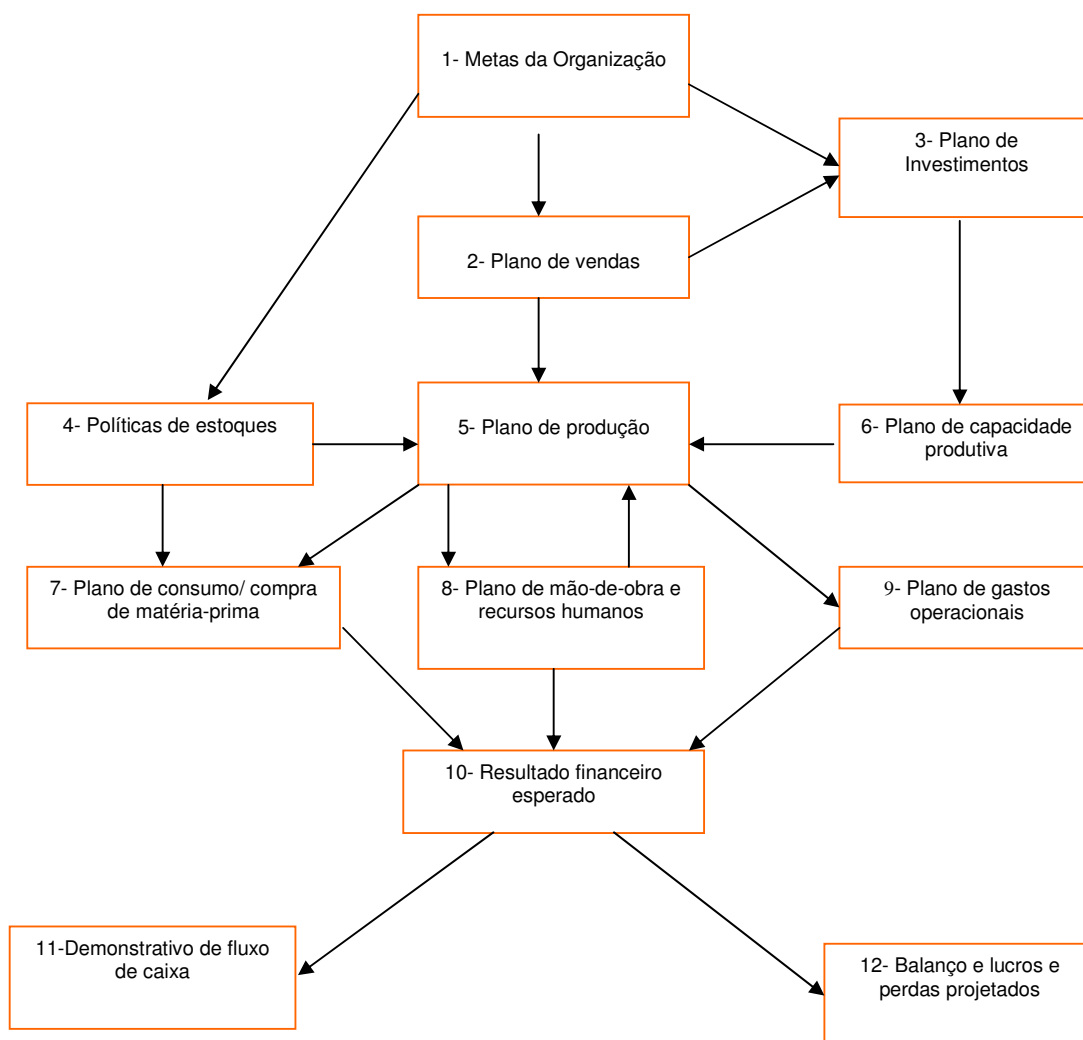 1- Metas da Organização
3- Plano de
Investimentos
2- Plano de vendas
4- Políticas de estoques
5- Plano de produção
6- Plano de capacidade
produtiva
7- Plano de consumo/ compra
de matéria-prima
8- Plano de mão-de-obra e
recursos humanos
9- Plano de gastos
operacionais
10- Resultado financeiro
esperado
11-Demonstrativo de fluxo
de caixa
12- Balanço e lucros e
perdas projetados